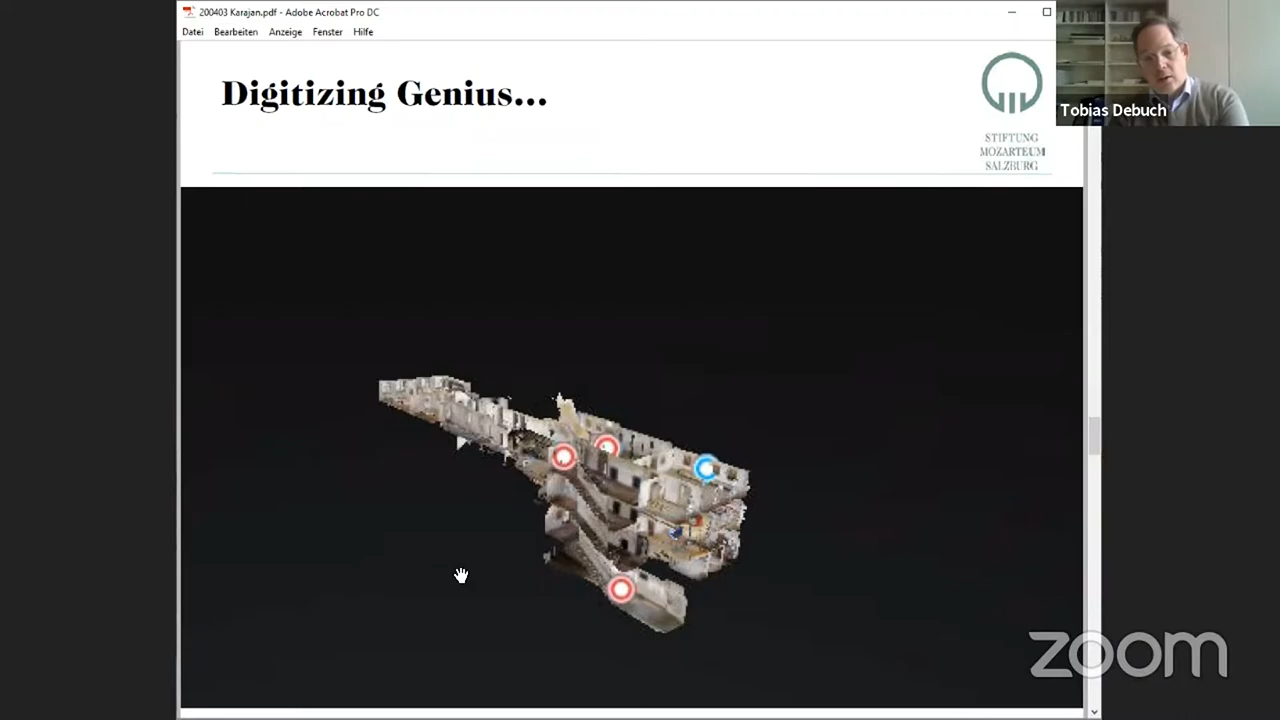 200403 Karajan.pdf - Adobe Acrobat Pro DC
Datei Bearbeiten Anzeige Fenster Hilfe
Digitizing Genius...
STIFTUNG
MOZARTEUM
SALZBURG
Tobias Debuch
zoom